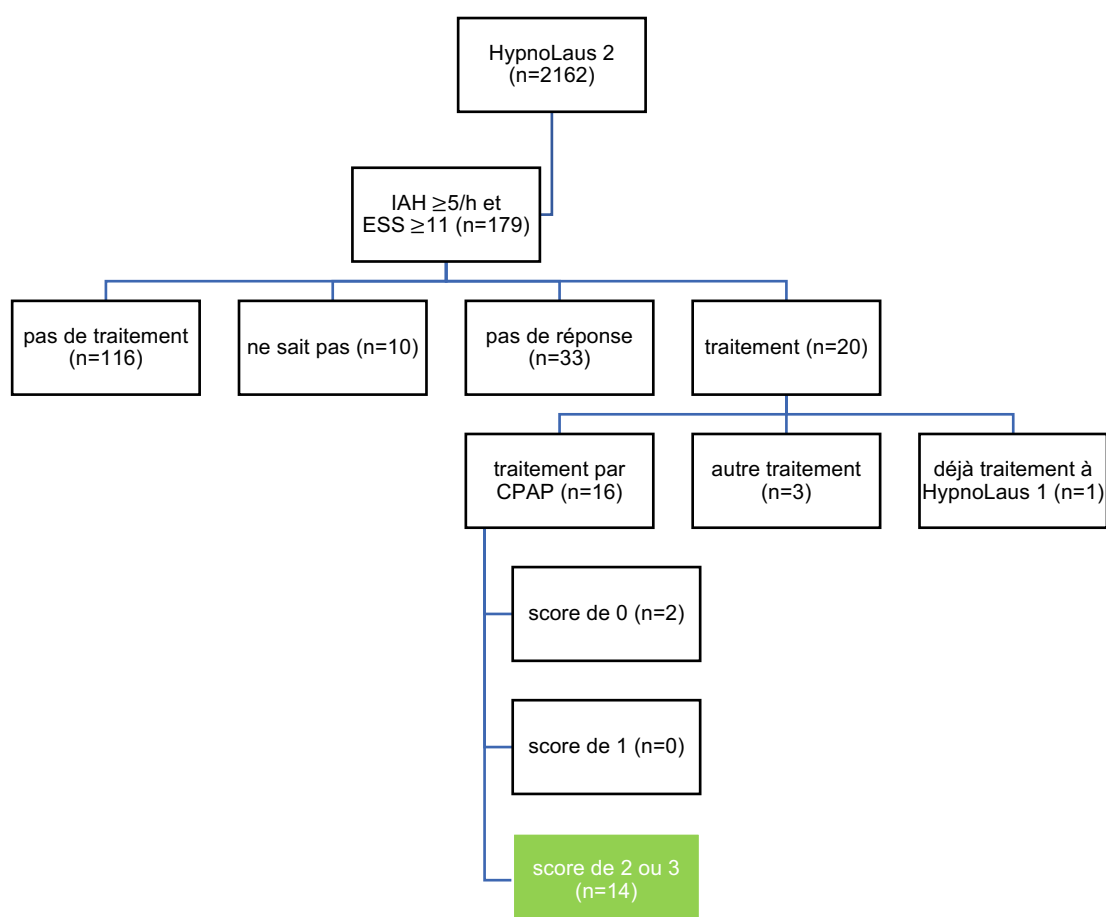 HypnoLaus 2
(n=2162)
IAH ≥5/h et
ESS ≥11 (n=179)
pas de traitement
(n=116)
ne sait pas (n=10)
pas de réponse
(n=33)
traitement (n=20)
traitement par
CPAP (n=16)
autre traitement
(n=3)
déjà traitement à
HypnoLaus 1 (n=1)
score de 0 (n=2)
score de 1 (n=0)
score de 2 ou 3
(n=14)